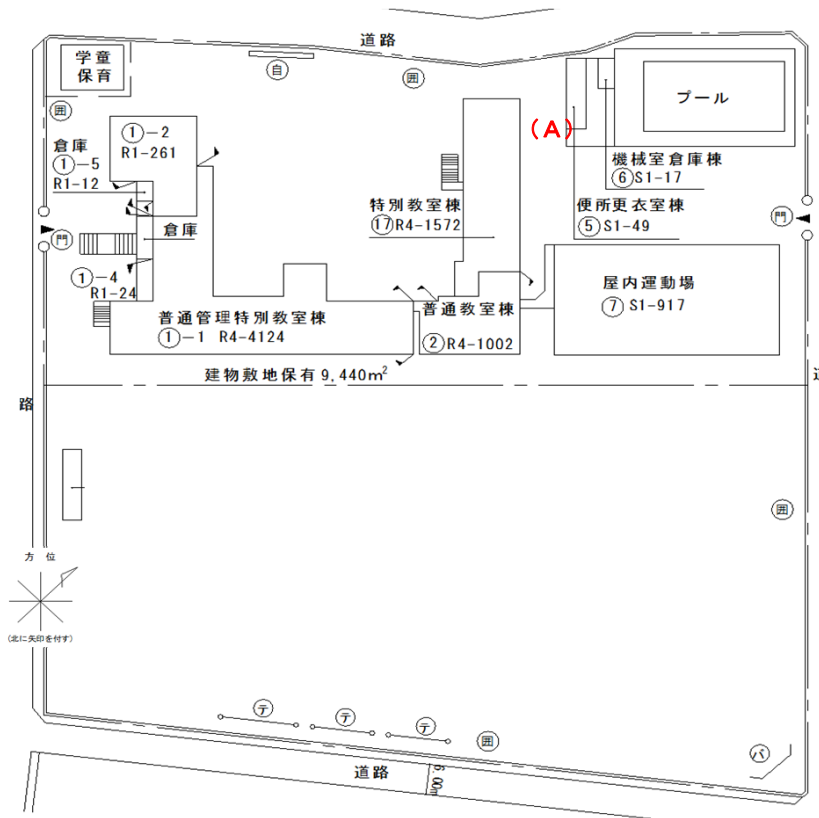 道路
学童
保育
自
囲
プール
囲
①-2
R1-261
(A)
倉庫
①-5
R1-12
機械室倉庫棟
⑥S1-17
特別教室棟
⑰R4-1572
便所更衣室棟
⑤S1-49
門
門
倉庫
①-4
R1-24
屋内運動場
⑦ S1-917
普通管理特別教室棟
①-1 R4-4124
普通教室棟
②R4-1002
建物敷地保有9,440m²
道
路
囲
方 位
(北に矢印を付す)
テ
テ
テ
囲
バ
道路
6.00m